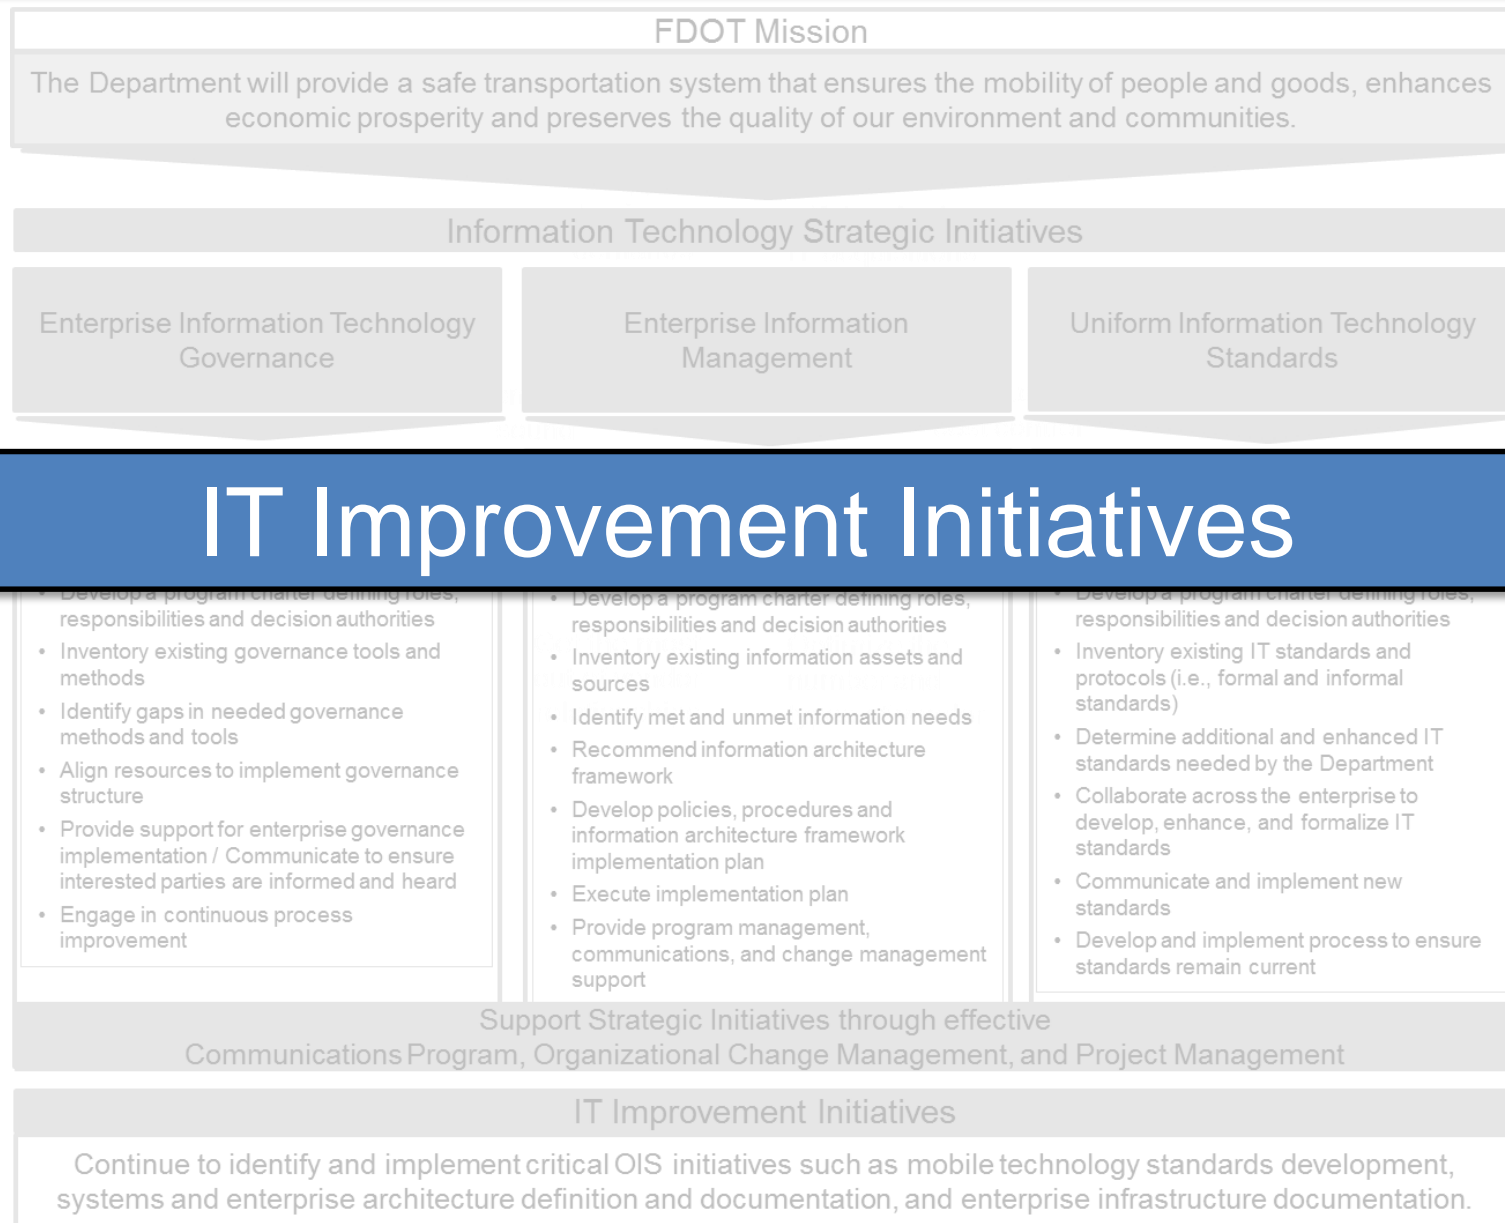 FDOT Mission
The Department will provide a safe transportation system that ensures the mobility of people and goods, enhances
economic prosperity and preserves the quality of our environment and communities.
Information Technology Strategic Initiatives
Enterprise Information Technology
Governance
Enterprise Information
Management
Uniform Information Technology
Standards
IT Improvement Initiatives
• Develop a program charter defining roles,
responsibilities and decision authorities
• Inventory existing governance tools and
methods
• Identify gaps in needed governance
methods and tools
• Align resources to implement governance
structure
• Provide support for enterprise governance
implementation / Communicate to ensure
interested parties are informed and heard
• Engage in continuous process
improvement
• Develop a program charter defining roles,
responsibilities and decision authorities
• Inventory existing information assets and
sources
• Identify met and unmet information needs
• Recommend information architecture
framework
• Develop policies, procedures and
information architecture framework
implementation plan
• Execute implementation plan
• Provide program management,
communications, and change management
support
• Develop a program charter defining roles,
responsibilities and decision authorities
• Inventory existing IT standards and
protocols (i.e., formal and informal
standards)
• Determine additional and enhanced IT
standards needed by the Department
• Collaborate across the enterprise to
develop, enhance, and formalize IT
standards
• Communicate and implement new
standards
• Develop and implement process to ensure
standards remain current
Support Strategic Initiatives through effective
Communications Program, Organizational Change Management, and Project Management
IT Improvement Initiatives
Continue to identify and implement critical OIS initiatives such as mobile technology standards development,
systems and enterprise architecture definition and documentation, and enterprise infrastructure documentation.